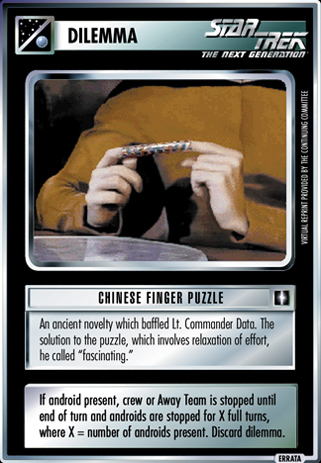 DILEMMA
STAR TREK
THE NEXT GENERATION
VIRTUAL REPRINT PROVIDED BY THE CONTINUING COMMITTEE
CHINESE FINGER PUZZLE
An ancient novelty which baffled Lt. Commander Data. The
solution to the puzzle, which involves relaxation of effort,
he called “fascinating.”
If android present, crew or Away Team is stopped until
end of turn and androids are stopped for X full turns,
where X = number of androids present. Discard dilemma.
ERRATA